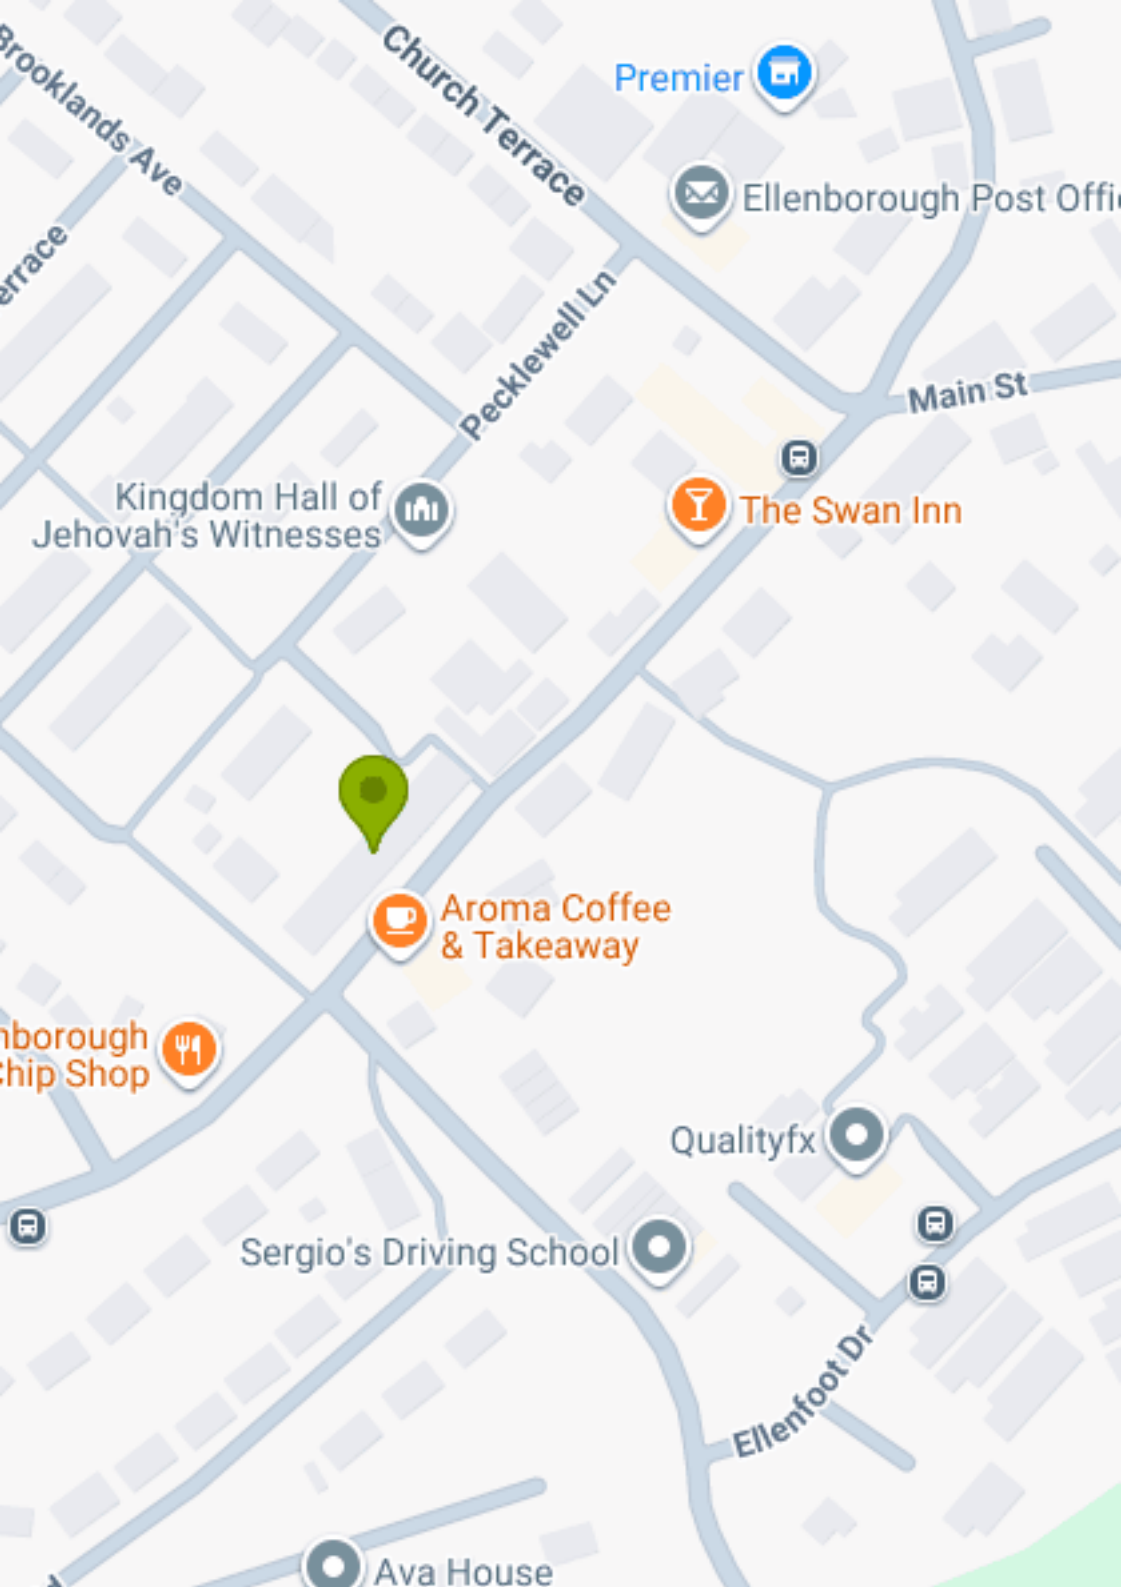 Brooklands Ave
Church Terrace
Premier
Ellenborough Post Offi
errace
Pecklewell Ln
Main St
Kingdom Hall of
Jehovah's Witnesses
The Swan Inn
Aroma Coffee
& Takeaway
nborough
Chip Shop
Qualityfx
Sergio's Driving School
Ellenfoot Dr
Ava House